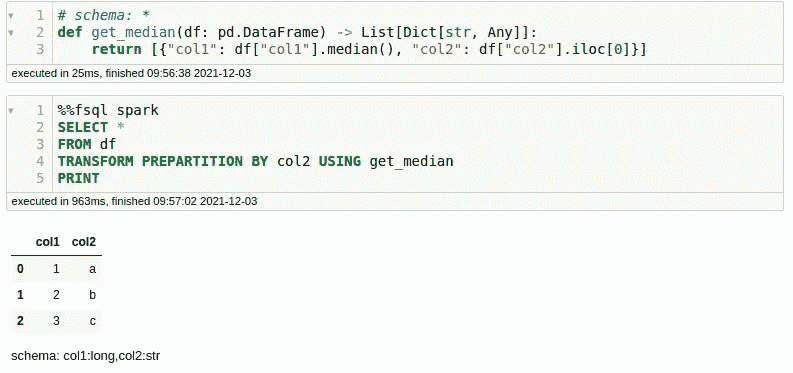 1 # schema: *
2 def get_median(df: pd.DataFrame) -> List[Dict[str, Any]]:
3 return [{"col1": df["col1"].median(), "col2": df["col2"].iloc[0]}]
executed in 25ms, finished 09:56:38 2021-12-03
1 %%fsql spark
2 SELECT *
3 FROM df
4 TRANSFORM PREPARTITION BY col2 USING get_median
5 PRINT
executed in 963ms, finished 09:57:02 2021-12-03
col1 col2
0 1 a
1 2 b
2 3 c
schema: col1:long,col2:str